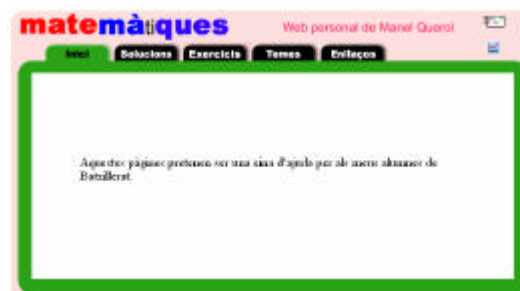 matemàtiques
Web personal de Manel Querol
Inici Solucions Exercicis Temes Enllaços
Aquestes pàgines pretenen ser una eina d'ajuda per als meus alumnes de
Batxillerat.